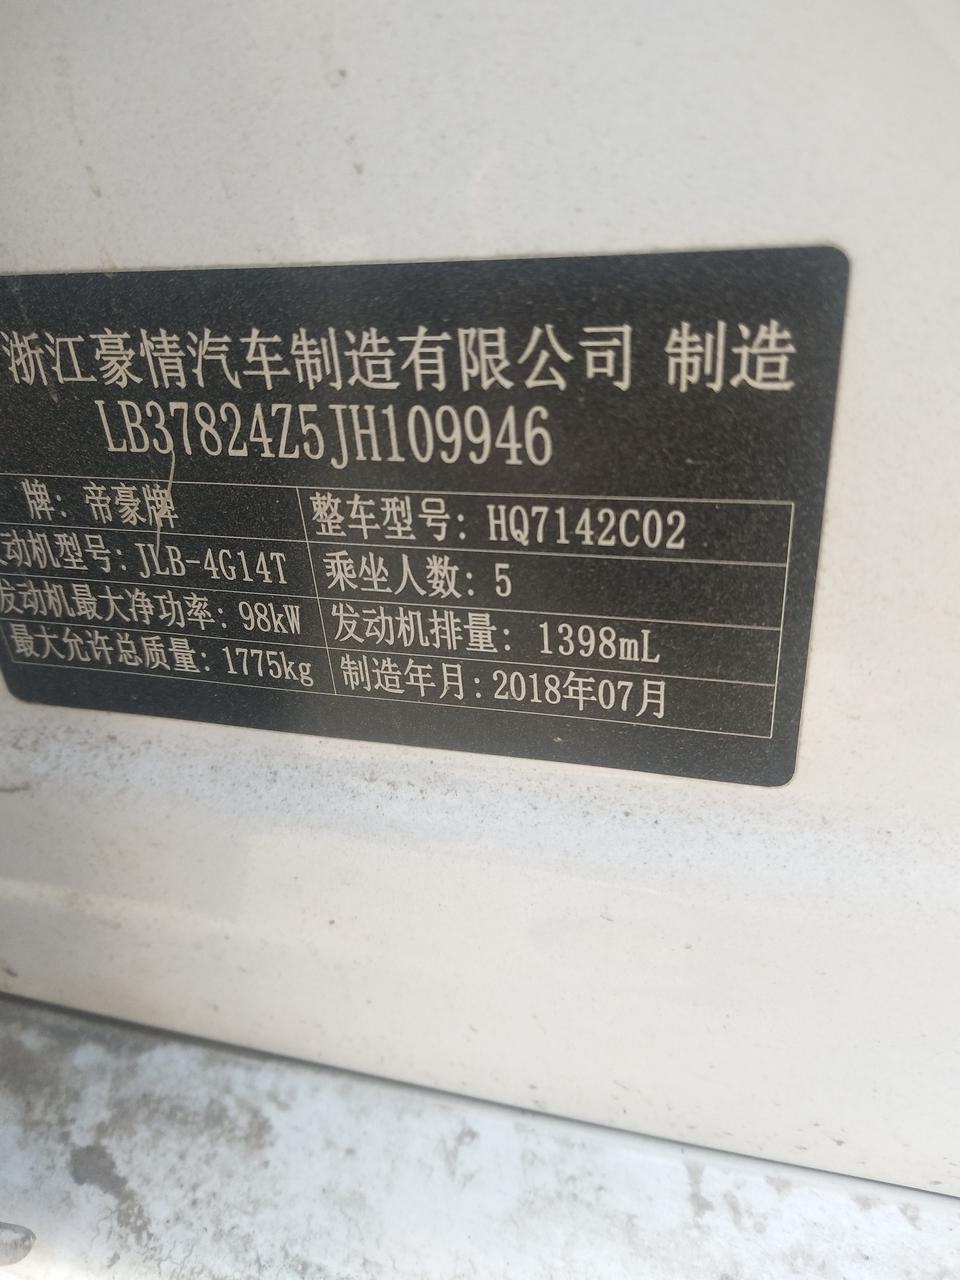 浙江豪情汽车制造有限公司 制造
LB37824Z5JH109946
牌: 帝豪牌 整车型号: HQ7142C02
动机型号: JLB-4G14T 乘坐人数: 5
发动机最大净功率: 98kW 发动机排量: 1398mL
最大允许总质量: 1775kg 制造年月: 2018年07月